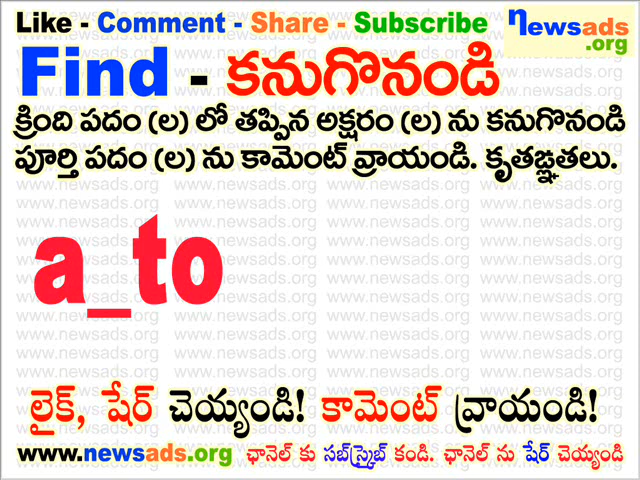 Like - Comment - Share - Subscribe
newsads
.org
Find - కనుగొనండి
క్రింది పదం (ల) లో తప్పిన అక్షరం (ల) ను కనుగొనండి
పూర్తి పదం (ల) ను కామెంట్ వ్రాయండి. కృతజ్ఞతలు.
a_to
లైక్, షేర్ చెయ్యండి! కామెంట్ వ్రాయండి!
www.newsads.org ఛానెల్ కు సబ్‌స్క్రైబ్ కండి. ఛానెల్ ను షేర్ చెయ్యండి